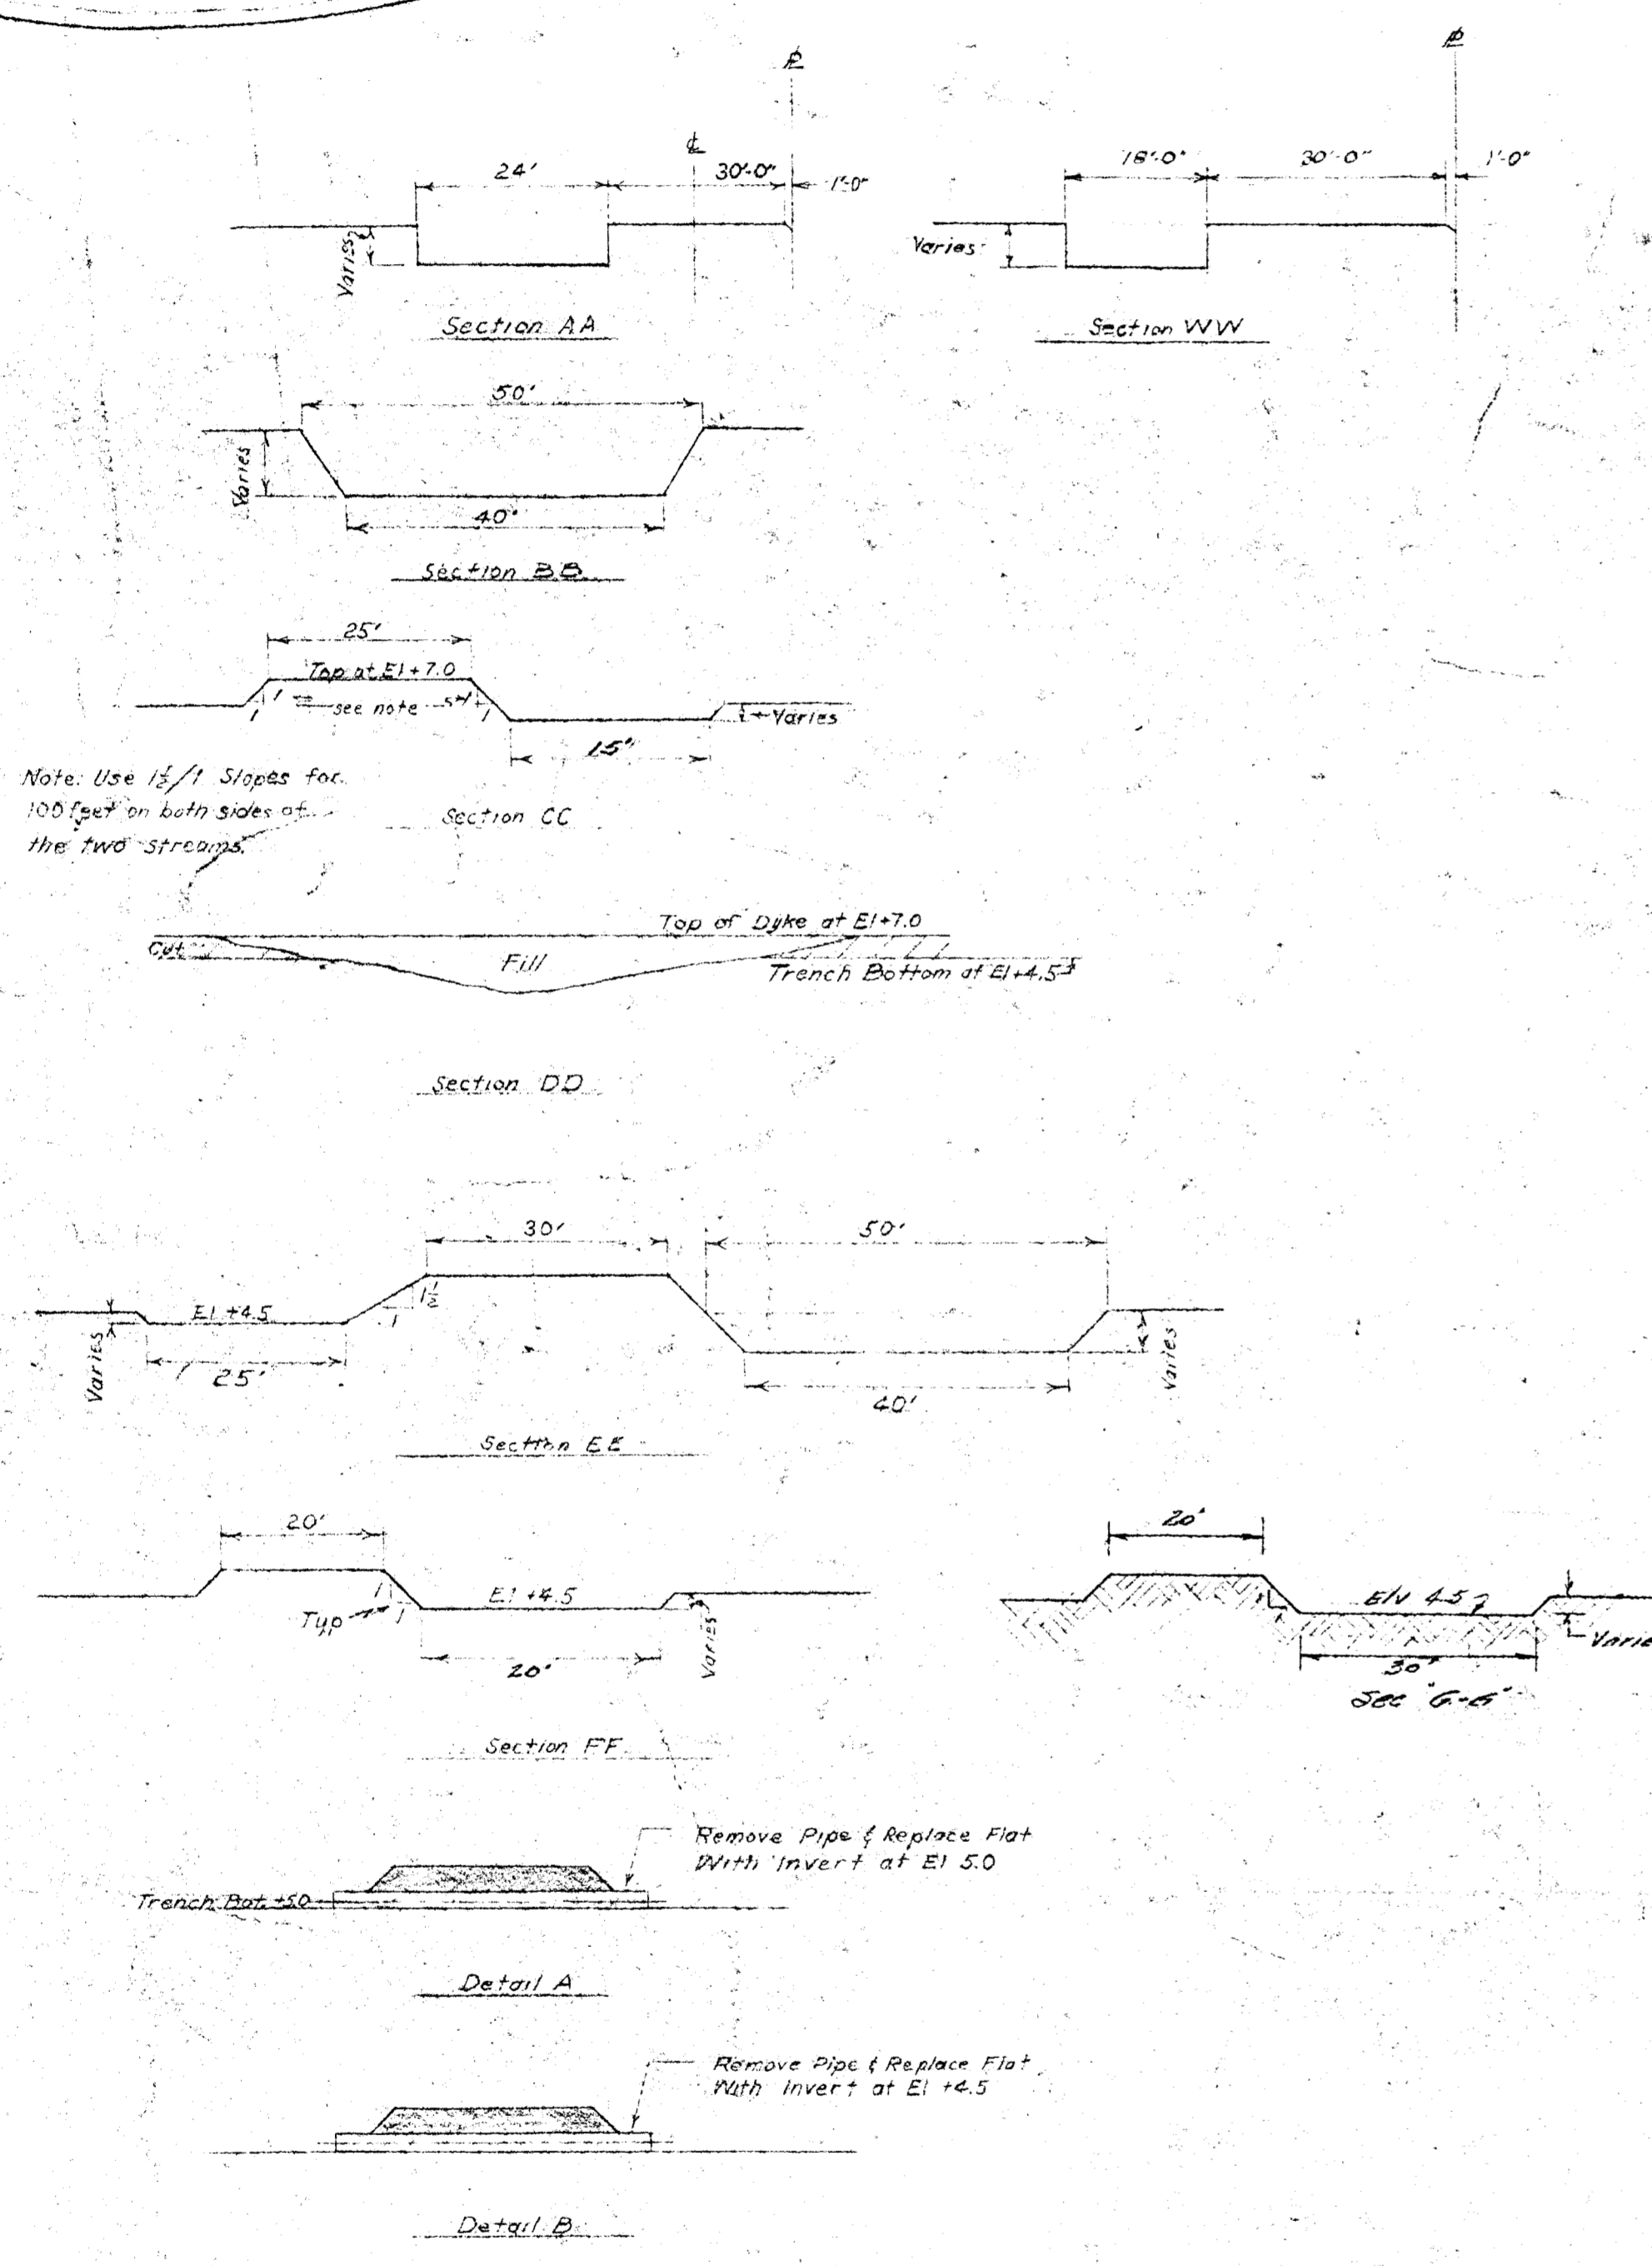 ℄
24'
30'-0"
1'-0"
Varies
Section AA
18'-0"
30'-0"
1'-0"
Varies
Section WW
50'
Varies
40'
Section BB
25'
Top at El+7.0
1
see note
1
1
Varies
15'
Note: Use 1½/1 Slopes for
100 feet on both sides of
the two streams.
Section CC
Top of Dyke at El+7.0
Cut
Fill
Trench Bottom at El+4.5±
Section DD
30'
50'
El +4.5
1½
1
Varies
25'
40'
Varies
Section EE
20'
1
Typ
1
El +4.5
20'
Varies
Section FF
20'
Elv 4.5
30'
Varie
Sec "G-G"
Remove Pipe & Replace Flat
With Invert at El 5.0
Trench Bot +5.0
Detail A
Remove Pipe & Replace Flat
With Invert at El +4.5
Detail B